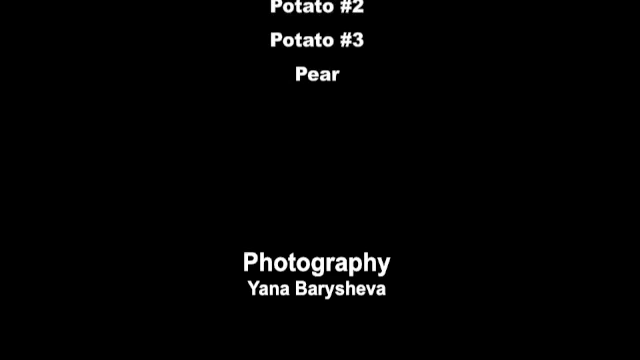 Potato #2
Potato #3
Pear
Photography
Yana Barysheva